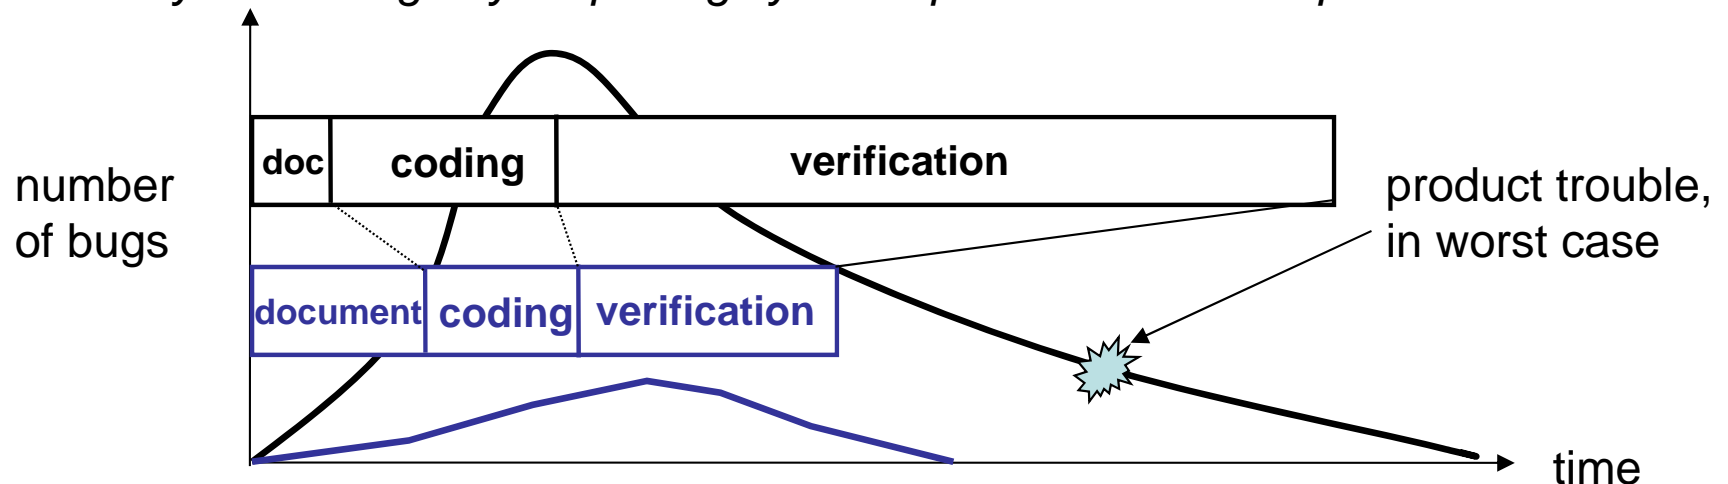 number
of bugs
doc coding verification
document coding verification
product trouble,
in worst case
time